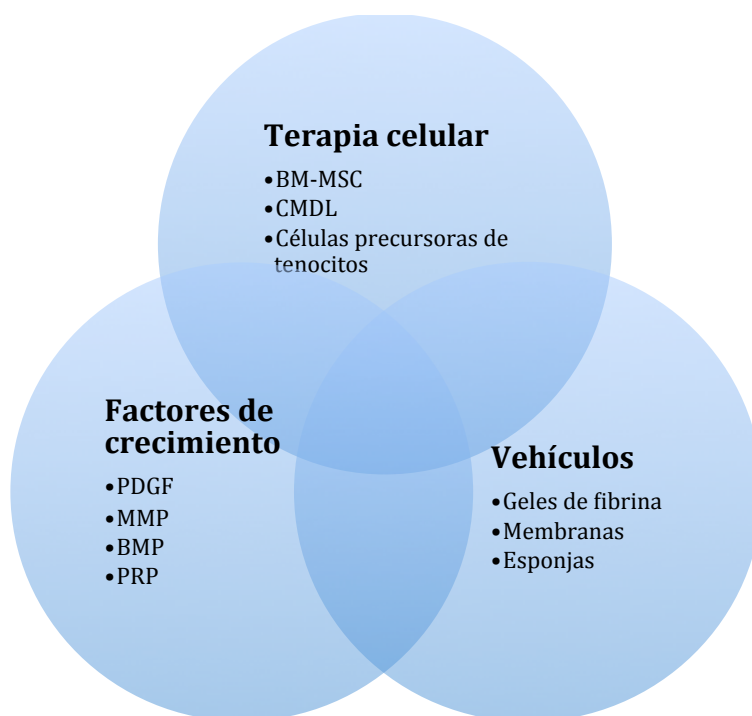 Terapia celular
•BM-MSC
•CMDL
•Células precursoras de
tenocitos
Factores de
crecimiento
•PDGF
•MMP
•BMP
•PRP
Vehículos
•Geles de fibrina
•Membranas
•Esponjas